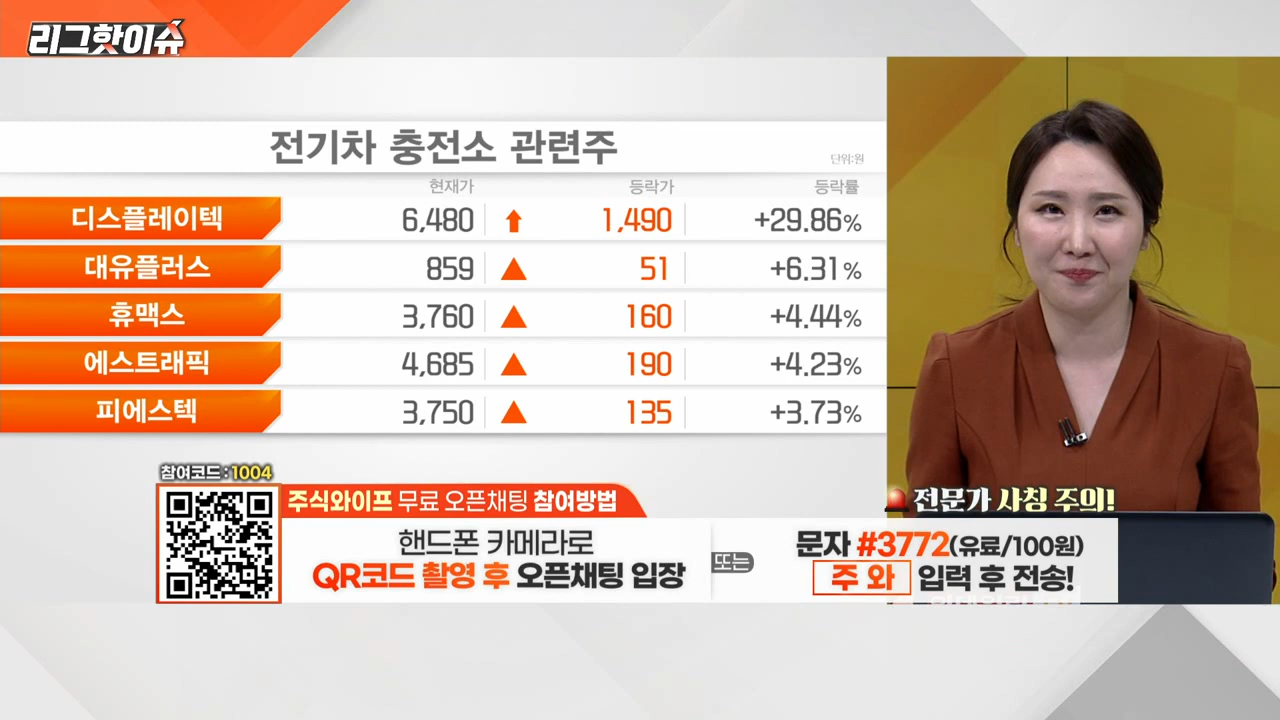 리그핫이슈
전기차 충전소 관련주
단위:원
현재가 등락가 등락률
디스플레이텍 6,480 ⬆ 1,490 +29.86%
대유플러스 859 ▲ 51 +6.31%
휴맥스 3,760 ▲ 160 +4.44%
에스트래픽 4,685 ▲ 190 +4.23%
피에스텍 3,750 ▲ 135 +3.73%
참여코드:1004
주식와이프 무료 오픈채팅 참여방법
핸드폰 카메라로
QR코드 촬영 후 오픈채팅 입장
또는
전문가 사칭 주의!
문자 #3772(유료/100원)
주 와 입력 후 전송!